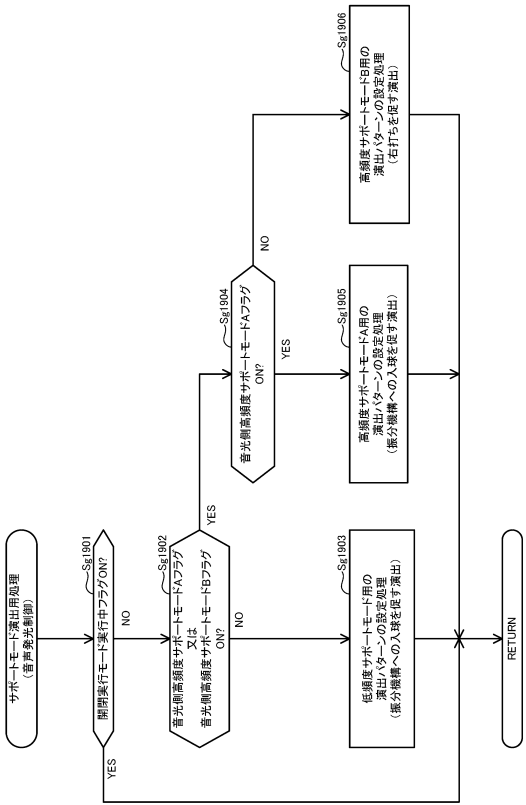 サポートモード演出用処理
(音声発光制御)
Sg1901
開閉実行モード実行中フラグON?
YES
NO
Sg1902
音光側高頻度サポートモードAフラグ
又は
音光側高頻度サポートモードBフラグ
ON?
YES
NO
Sg1903
低頻度サポートモード用の
演出パターンの設定処理
(振分機構への入球を促す演出)
Sg1904
音光側高頻度サポートモードAフラグ
ON?
YES
NO
Sg1905
高頻度サポートモードA用の
演出パターンの設定処理
(振分機構への入球を促す演出)
Sg1906
高頻度サポートモードB用の
演出パターンの設定処理
(右打ちを促す演出)
RETURN